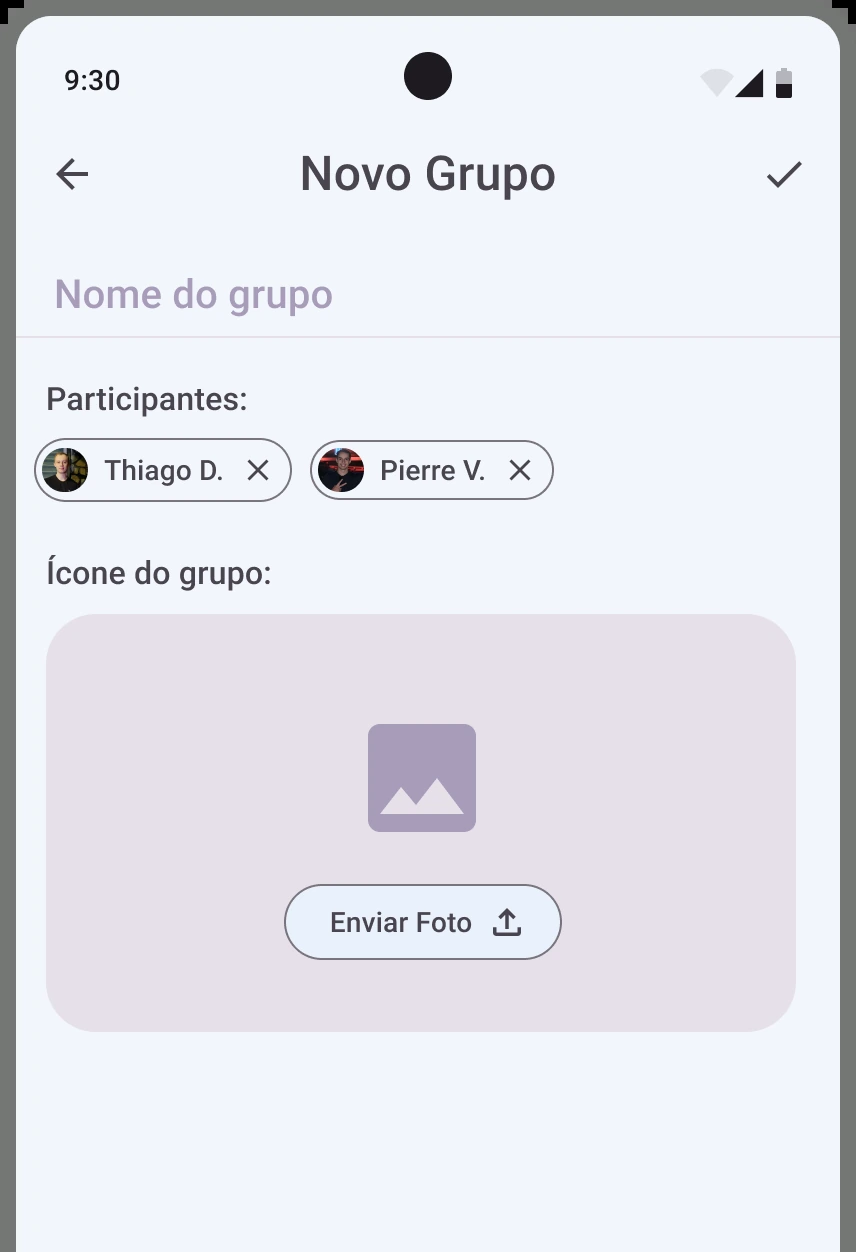 9:30
Novo Grupo
Nome do grupo
Participantes:
Thiago D. Pierre V.
Ícone do grupo:
Enviar Foto